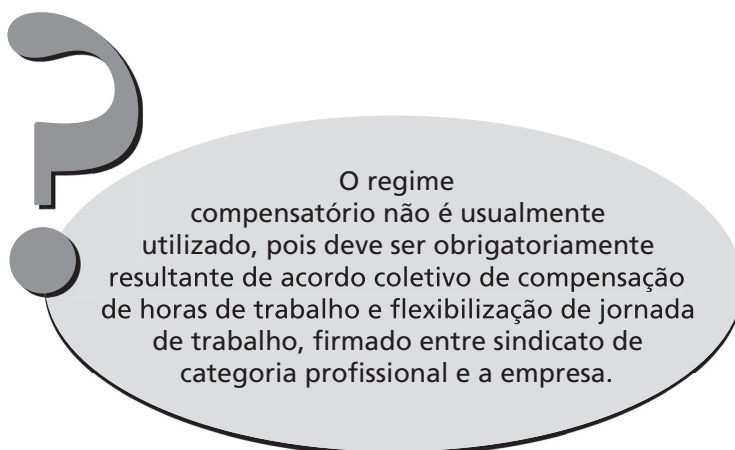 O regime
compensatório não é usualmente
utilizado, pois deve ser obrigatoriamente
resultante de acordo coletivo de compensação
de horas de trabalho e flexibilização de jornada
de trabalho, firmado entre sindicato de
categoria profissional e a empresa.